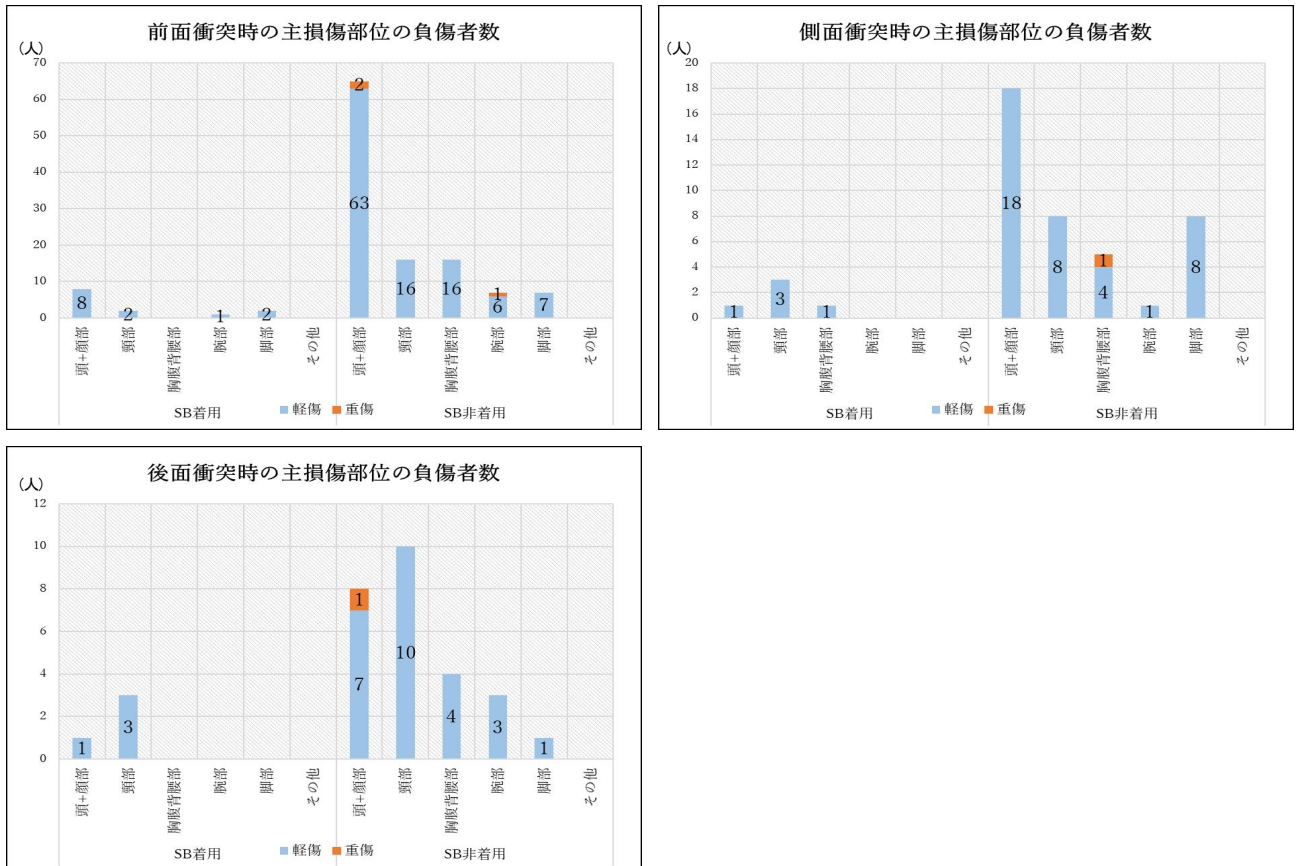 前面衝突時の主損傷部位の負傷者数
(人)
70
60
50
40
30
20
10
0
8
2
1
2
63
2
16
16
6
1
7
頭+顔部
頸部
胸腹背腰部
腕部
脚部
その他
頭+顔部
頸部
胸腹背腰部
腕部
脚部
その他
SB着用
軽傷 重傷
SB非着用
側面衝突時の主損傷部位の負傷者数
(人)
20
18
16
14
12
10
8
6
4
2
0
1
3
1
18
8
4
1
1
8
頭+顔部
頸部
胸腹背腰部
腕部
脚部
その他
頭+顔部
頸部
胸腹背腰部
腕部
脚部
その他
SB着用
軽傷 重傷
SB非着用
後面衝突時の主損傷部位の負傷者数
(人)
12
10
8
6
4
2
0
1
3
7
1
10
4
3
1
頭+顔部
頸部
胸腹背腰部
腕部
脚部
その他
頭+顔部
頸部
胸腹背腰部
腕部
脚部
その他
SB着用
軽傷 重傷
SB非着用